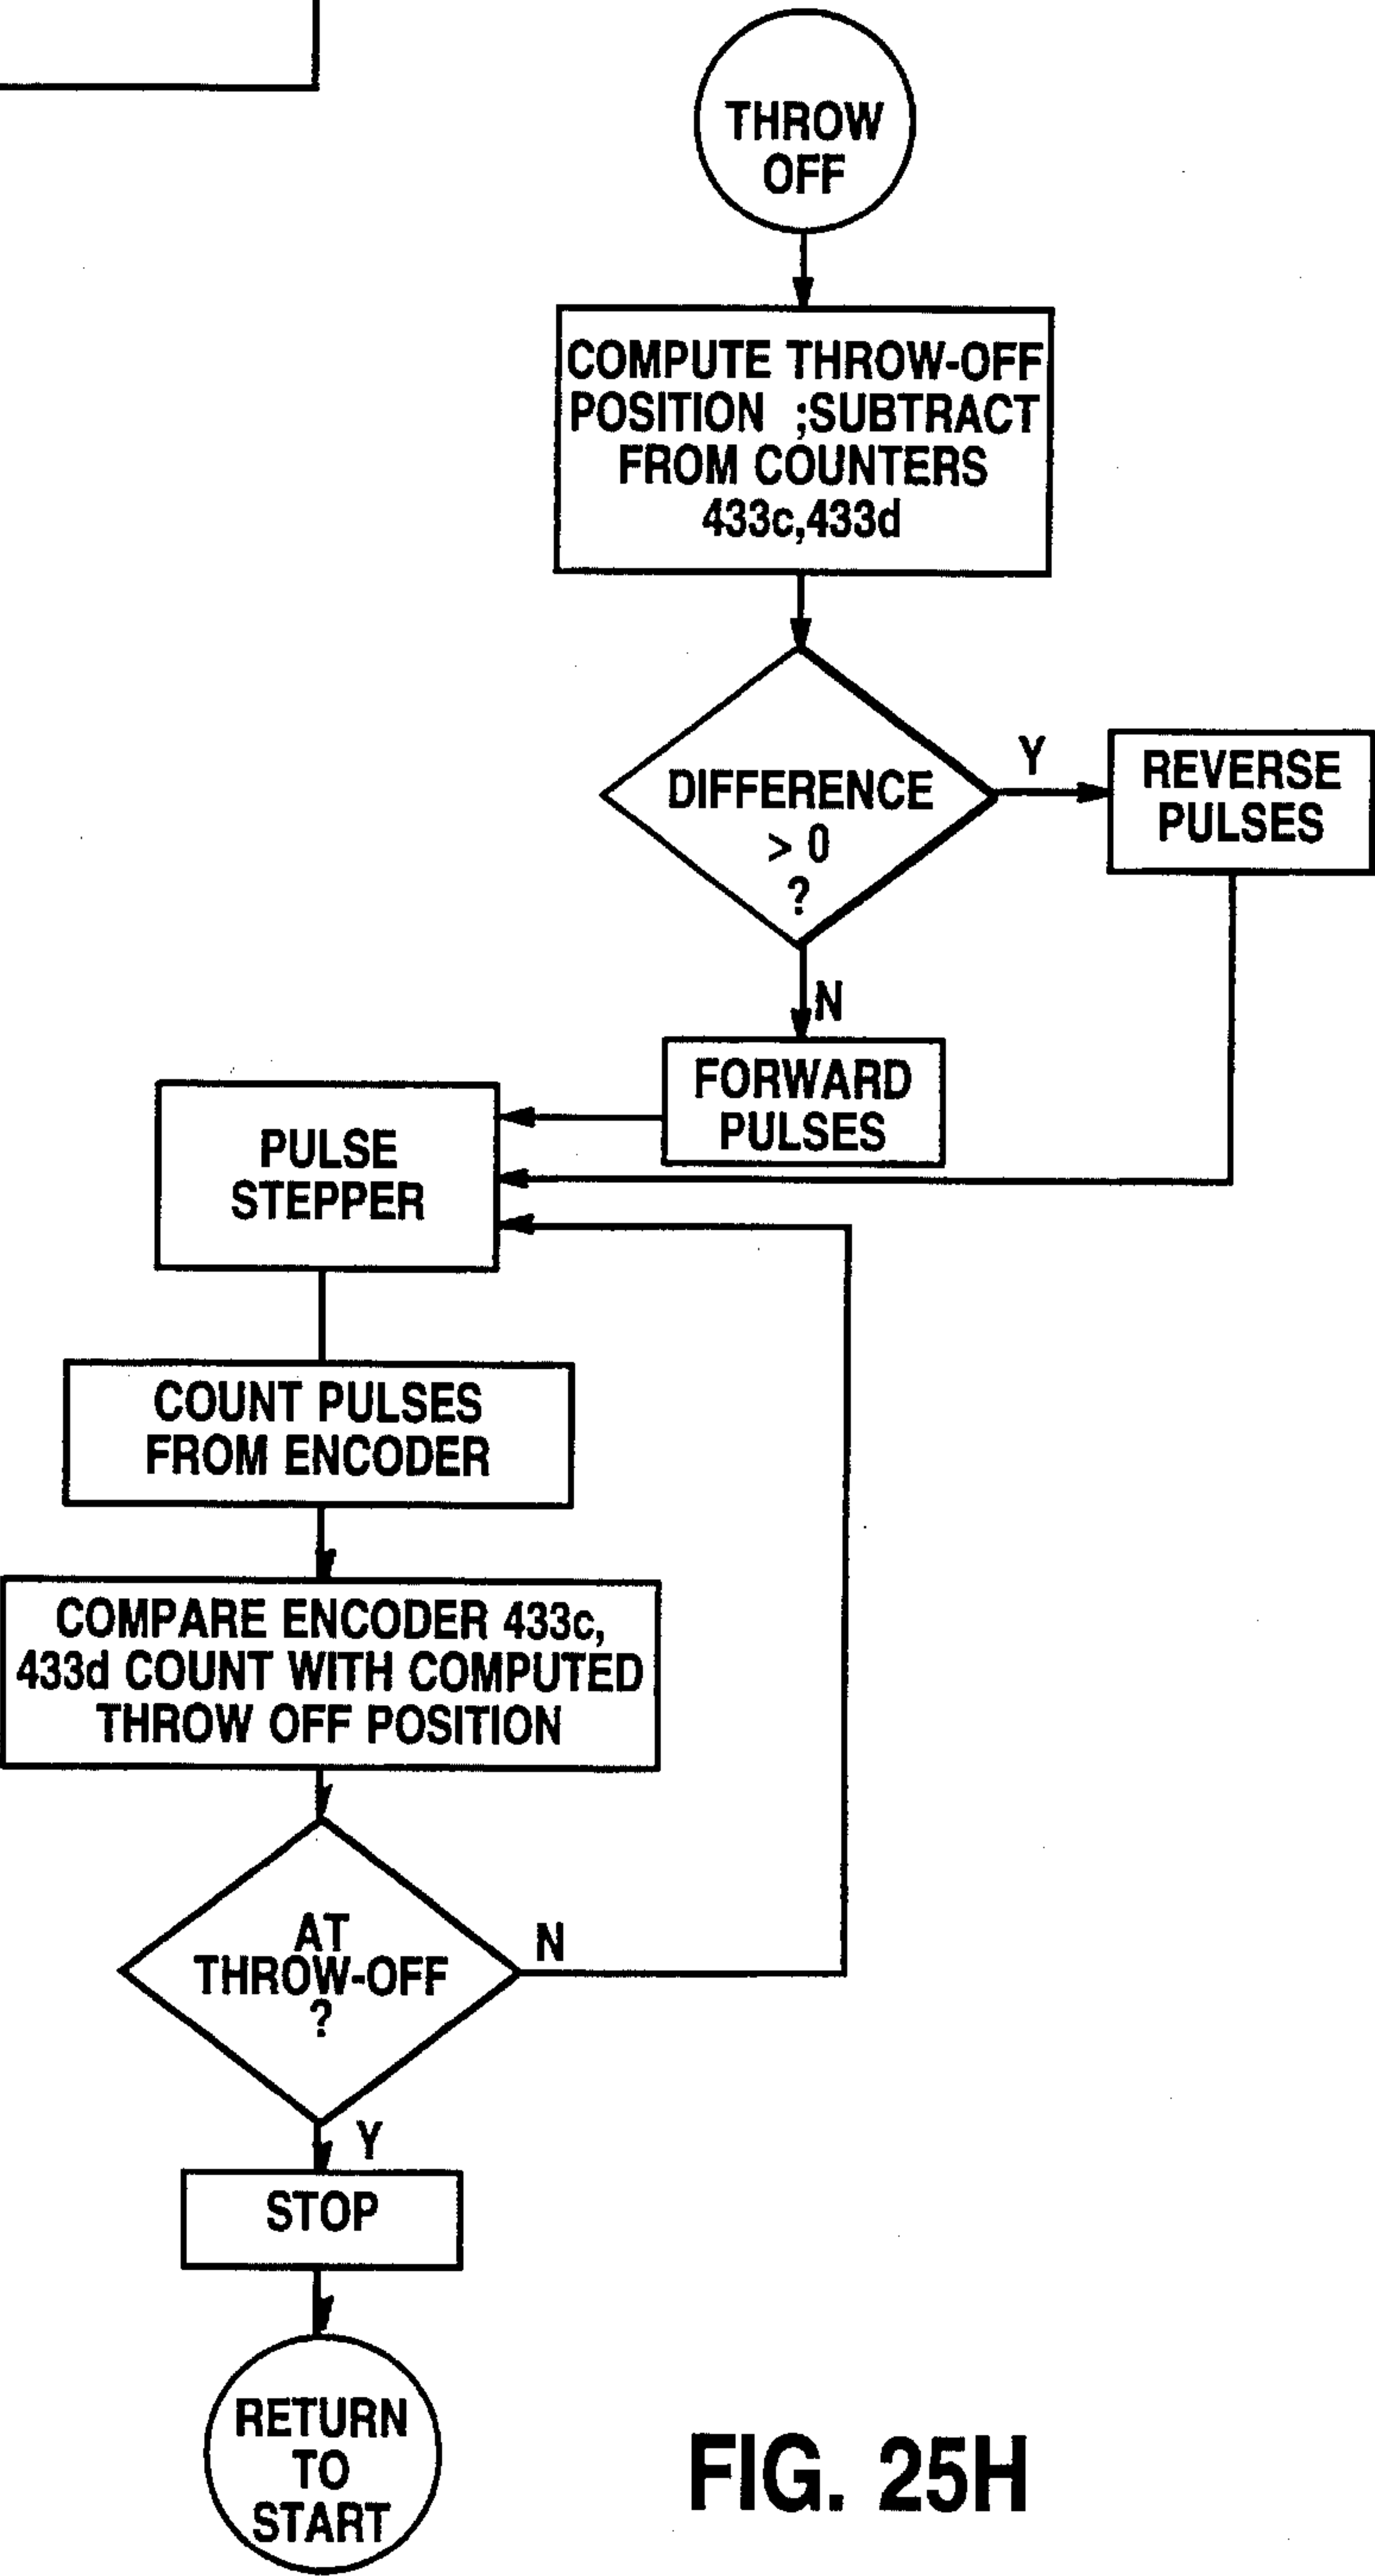 THROW
OFF
COMPUTE THROW-OFF
POSITION ;SUBTRACT
FROM COUNTERS
433c,433d
DIFFERENCE
> 0
?
Y
REVERSE
PULSES
N
FORWARD
PULSES
PULSE
STEPPER
COUNT PULSES
FROM ENCODER
COMPARE ENCODER 433c,
433d COUNT WITH COMPUTED
THROW OFF POSITION
AT
THROW-OFF
?
N
Y
STOP
RETURN
TO
START
FIG. 25H